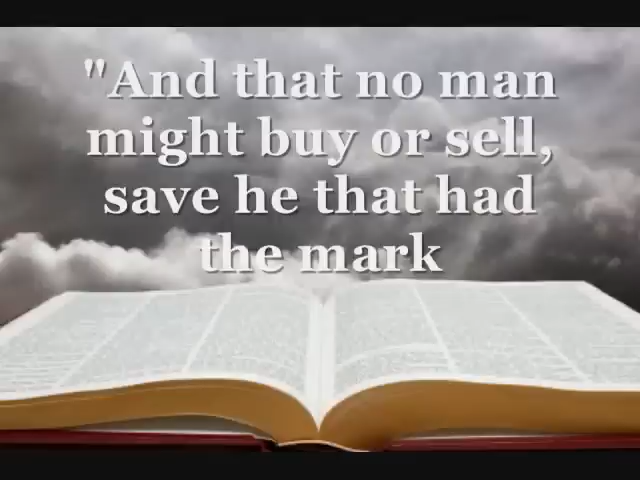 "And that no man
might buy or sell,
save he that had
the mark